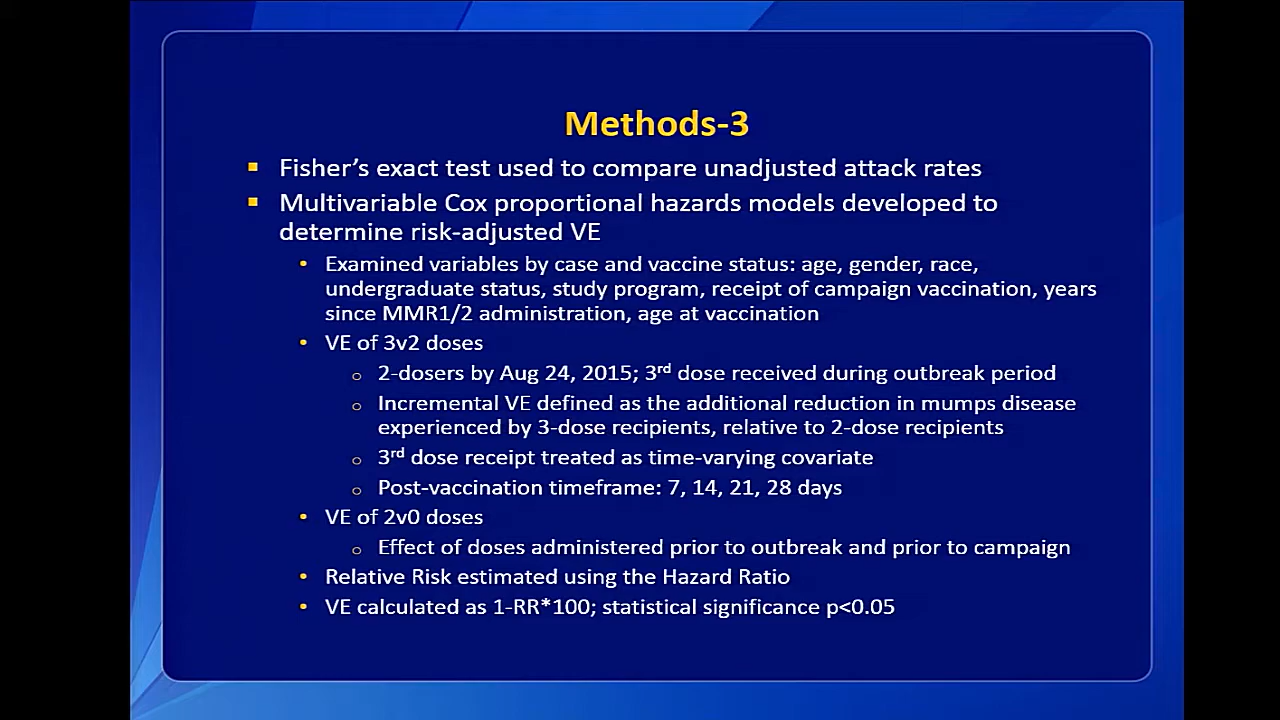 Methods-3
▪ Fisher’s exact test used to compare unadjusted attack rates
▪ Multivariable Cox proportional hazards models developed to
determine risk-adjusted VE
• Examined variables by case and vaccine status: age, gender, race,
undergraduate status, study program, receipt of campaign vaccination, years
since MMR1/2 administration, age at vaccination
• VE of 3v2 doses
o 2-dosers by Aug 24, 2015; 3rd dose received during outbreak period
o Incremental VE defined as the additional reduction in mumps disease
experienced by 3-dose recipients, relative to 2-dose recipients
o 3rd dose receipt treated as time-varying covariate
o Post-vaccination timeframe: 7, 14, 21, 28 days
• VE of 2v0 doses
o Effect of doses administered prior to outbreak and prior to campaign
• Relative Risk estimated using the Hazard Ratio
• VE calculated as 1-RR*100; statistical significance p<0.05